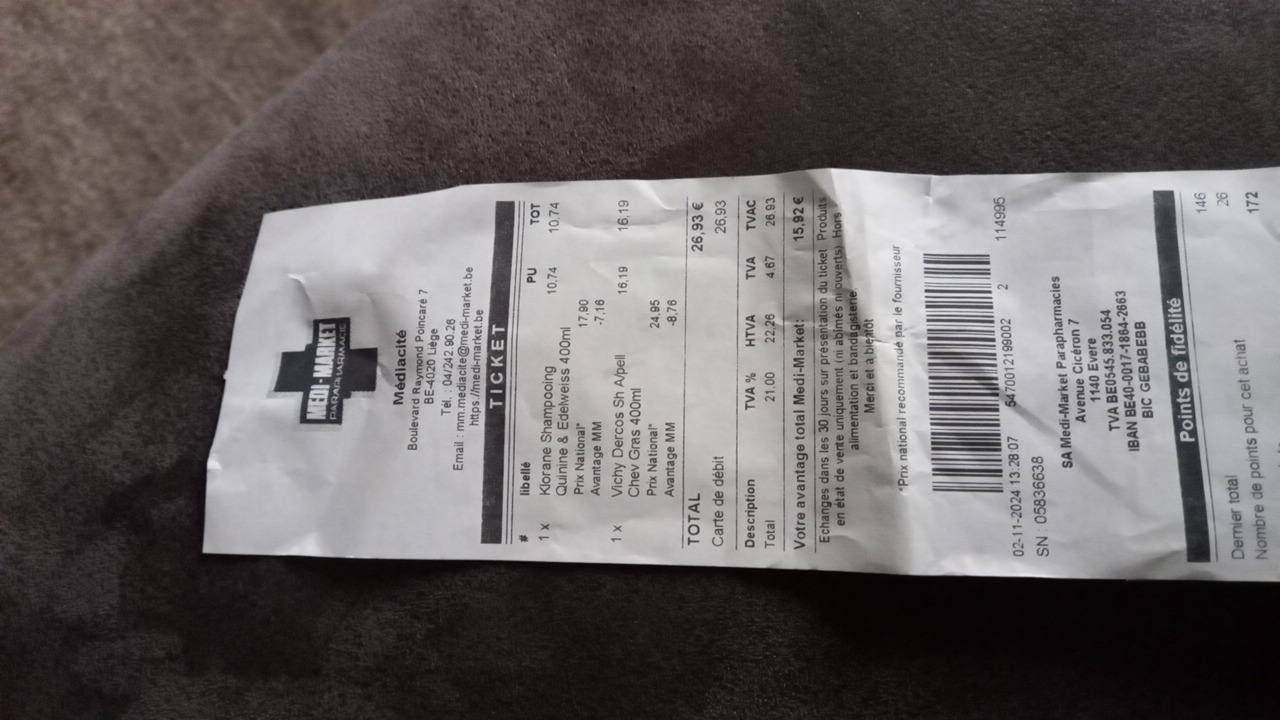 MEDI-MARKET
PARAPHARMACIE
Médiacité
Boulevard Raymond Poincaré 7
BE-4020 Liège
Tél. : 04/242.90.26
Email : mm.mediacite@medi-market.be
https://medi-market.be
TICKET
# libellé PU TOT
1 x Klorane Shampooing 10,74 10,74
Quinine & Edelweiss 400ml
Prix National* 17,90
Avantage MM -7,16
1 x Vichy Dercos Sh A/pell 16,19 16,19
Chev Gras 400ml
Prix National* 24,95
Avantage MM -8,76
TOTAL 26,93 €
Carte de débit 26,93
Description TVA % HTVA TVA TVAC
Total 21,00 22,26 4,67 26,93
Votre avantage total Medi-Market: 15,92 €
Echanges dans les 30 jours sur présentation du ticket. Produits
en état de vente uniquement (ni abîmés ni ouverts). Hors
alimentation et bandagisterie.
Merci et à bientôt
*Prix national recommandé par le fournisseur
02-11-2024 13:28:07 5470012199002 2 114995
SN : 05836638
SA Medi-Market Parapharmacies
Avenue Cicéron 7
1140 Evere
TVA BE0545.833.054
IBAN BE40-0017-1864-2663
BIC GEBABEBB
Points de fidélité
Dernier total 146
Nombre de points pour cet achat 26
172